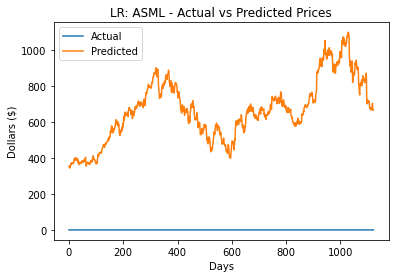 LR: ASML - Actual vs Predicted Prices
Actual
Predicted
1000
800
600
400
200
0
Dollars ($)
0 200 400 600 800 1000
Days